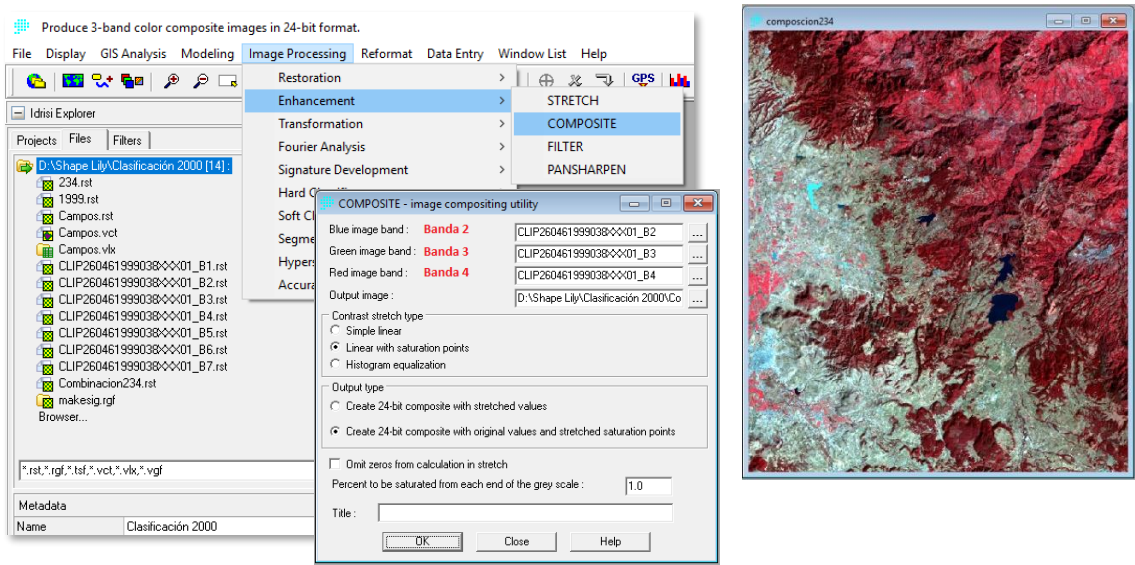 Produce 3-band color composite images in 24-bit format.
File Display GIS Analysis Modeling Image Processing Reformat Data Entry Window List Help
GPS
Restoration
Enhancement
Transformation
Fourier Analysis
Signature Development
STRETCH
COMPOSITE
FILTER
PANSHARPEN
Idrisi Explorer
Projects Files Filters
D:\Shape Lily\Clasificación 2000 [14] :
234.rst
1999.rst
Campos.rst
Campos.vct
Campos.vlx
CLIP260461999038XXX01_B1.rst
CLIP260461999038XXX01_B2.rst
CLIP260461999038XXX01_B3.rst
CLIP260461999038XXX01_B4.rst
CLIP260461999038XXX01_B5.rst
CLIP260461999038XXX01_B6.rst
CLIP260461999038XXX01_B7.rst
Combinacion234.rst
makesig.rgf
Browser...
*.rst,*.rgf,*.tsf,*.vct,*.vlx,*.vgf
Metadata
Name Clasificación 2000
COMPOSITE - image compositing utility
Blue image band : Banda 2 CLIP260461999038XXX01_B2 ...
Green image band : Banda 3 CLIP260461999038XXX01_B3 ...
Red image band : Banda 4 CLIP260461999038XXX01_B4 ...
Output image : D:\Shape Lily\Clasificación 2000\Co ...
Contrast stretch type
Simple linear
Linear with saturation points
Histogram equalization
Output type
Create 24-bit composite with stretched values
Create 24-bit composite with original values and stretched saturation points
Omit zeros from calculation in stretch
Percent to be saturated from each end of the grey scale : 1.0
Title :
OK Close Help
composcion234